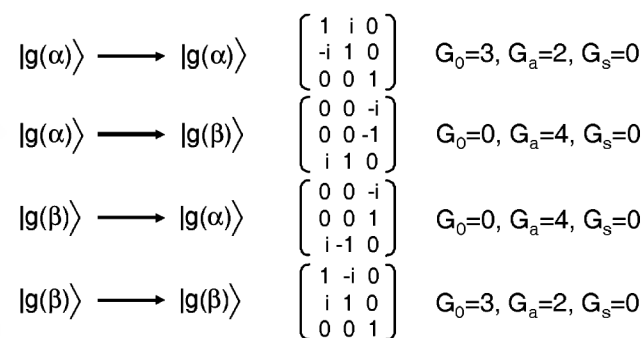 |g(α)⟩ ⟶ |g(α)⟩ ( 1 i 0 G₀=3, Gₐ=2, Gₛ=0
-i 1 0
0 0 1 )
|g(α)⟩ ⟶ |g(β)⟩ ( 0 0 -i G₀=0, Gₐ=4, Gₛ=0
0 0 -1
i 1 0 )
|g(β)⟩ ⟶ |g(α)⟩ ( 0 0 -i G₀=0, Gₐ=4, Gₛ=0
0 0 1
i -1 0 )
|g(β)⟩ ⟶ |g(β)⟩ ( 1 -i 0 G₀=3, Gₐ=2, Gₛ=0
i 1 0
0 0 1 )